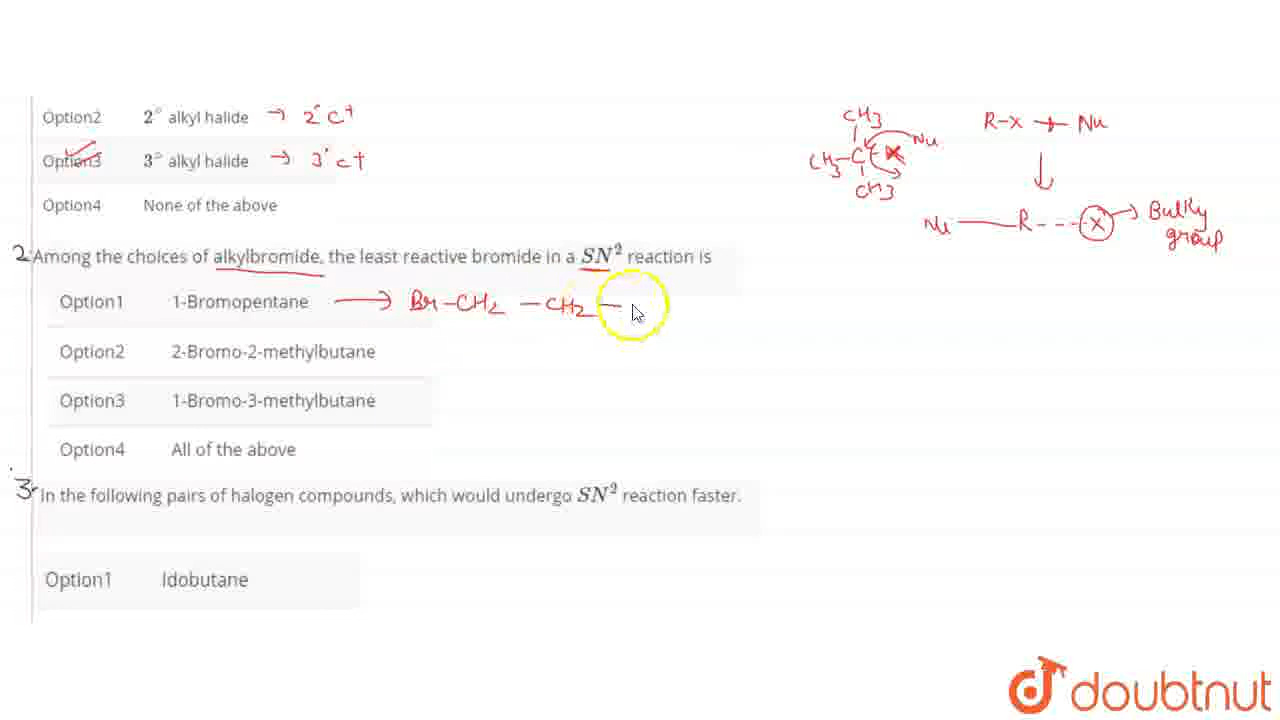 Option2 2° alkyl halide → 2° C+
Option3 3° alkyl halide → 3° C+
Option4 None of the above
CH3
CH3–C X Nu
CH3
R–X + Nu
Nu — R - - - X → Bulky
group
2 Among the choices of alkylbromide, the least reactive bromide in a SN² reaction is
Option1 1-Bromopentane → Br–CH2 –CH2–
Option2 2-Bromo-2-methylbutane
Option3 1-Bromo-3-methylbutane
Option4 All of the above
3. In the following pairs of halogen compounds, which would undergo SN² reaction faster.
Option1 Idobutane
doubtnut